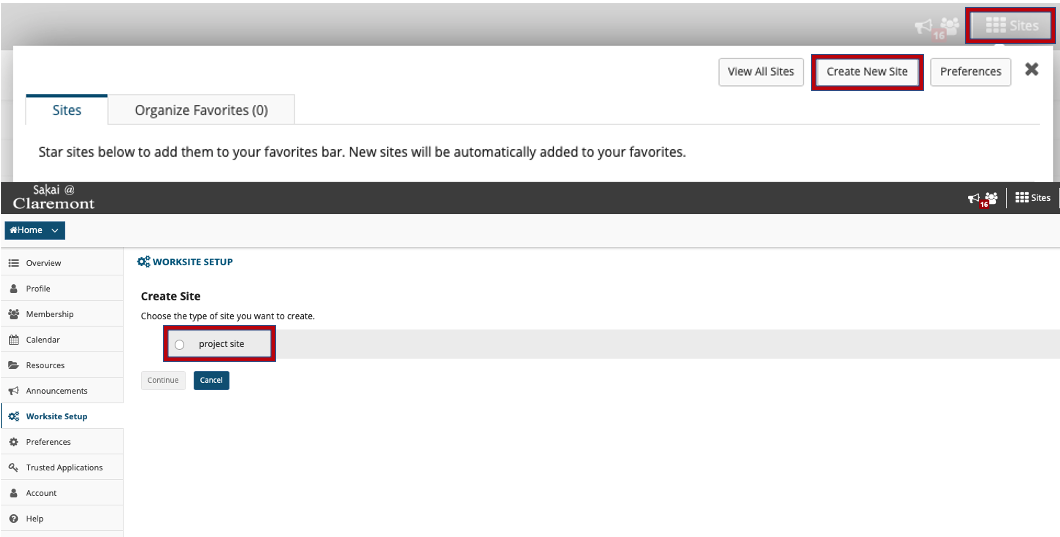 16
Sites
View All Sites
Create New Site
Preferences
Sites
Organize Favorites (0)
Star sites below to add them to your favorites bar. New sites will be automatically added to your favorites.
Sakai @
Claremont
16
Sites
Home
Overview
WORKSITE SETUP
Profile
Create Site
Membership
Choose the type of site you want to create.
Calendar
project site
Resources
Continue
Cancel
Announcements
Worksite Setup
Preferences
Trusted Applications
Account
Help